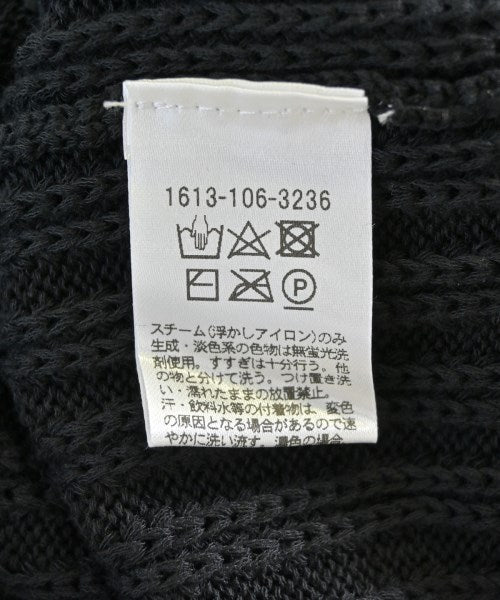 1613-106-3236
P
スチーム(浮かしアイロン)のみ
生成・淡色系の色物は無蛍光洗
剤使用。すすぎは十分行う。他
の物と分けて洗う。つけ置き洗
い・濡れたままの放置禁止。
汗・飲料水等の付着物は、変色
の原因となる場合があるので速
やかに洗い流す。濃色の場合、